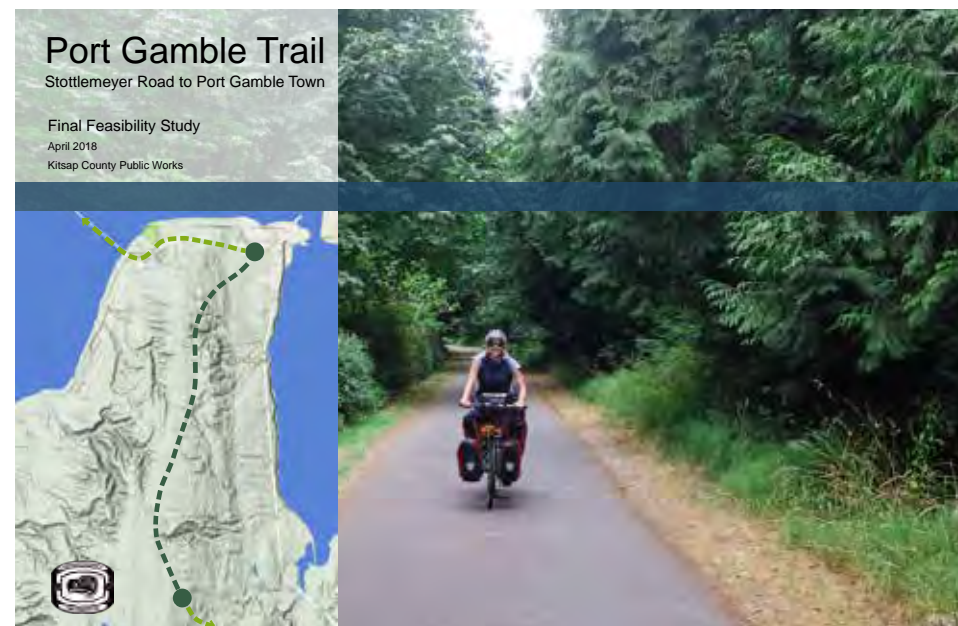 Port Gamble Trail
Stottlemeyer Road to Port Gamble Town
Final Feasibility Study
April 2018
Kitsap County Public Works